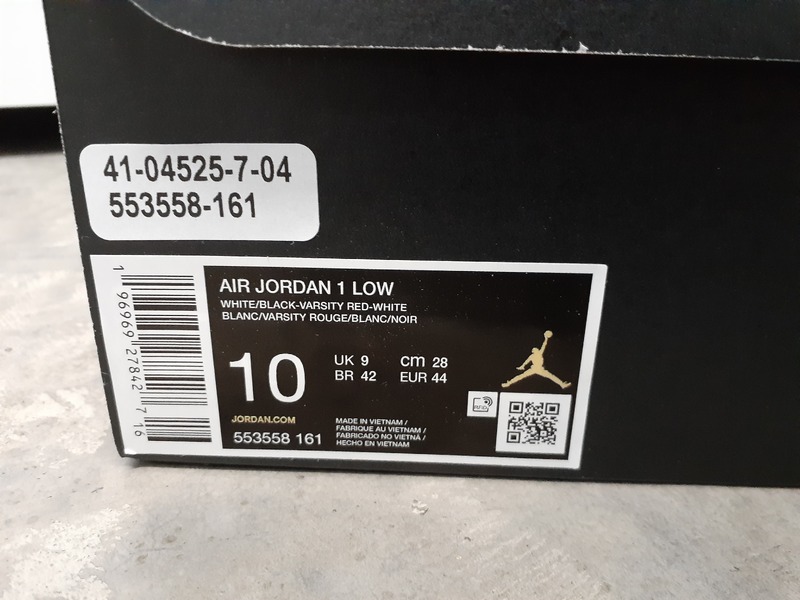 41-04525-7-04
553558-161
1 96969 27842 7 16
AIR JORDAN 1 LOW
WHITE/BLACK-VARSITY RED-WHITE
BLANC/VARSITY ROUGE/BLANC/NOIR
10
UK 9 cm 28
BR 42 EUR 44
RFID
JORDAN.COM
553558 161
MADE IN VIETNAM /
FABRIQUE AU VIETNAM /
FABRICADO NO VIETNÃ /
HECHO EN VIETNAM